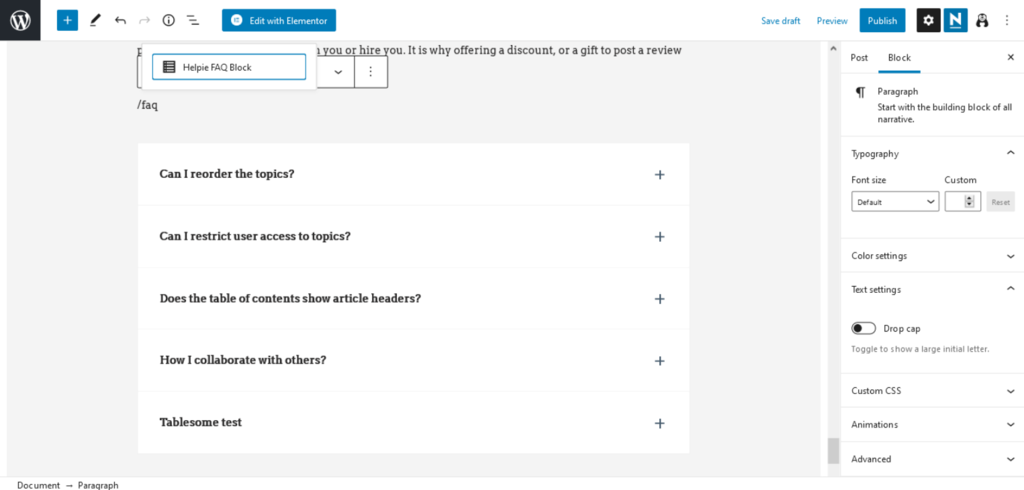 Edit with Elementor
Save draft
Preview
Publish
you or hire you. It is why offering a discount, or a gift to post a review
Helpie FAQ Block
/faq
Can I reorder the topics?
Can I restrict user access to topics?
Does the table of contents show article headers?
How I collaborate with others?
Tablesome test
Post
Block
Paragraph
Start with the building block of all
narrative.
Typography
Font size
Custom
Default
Reset
Color settings
Text settings
Drop cap
Toggle to show a large initial letter.
Custom CSS
Animations
Advanced
Document → Paragraph